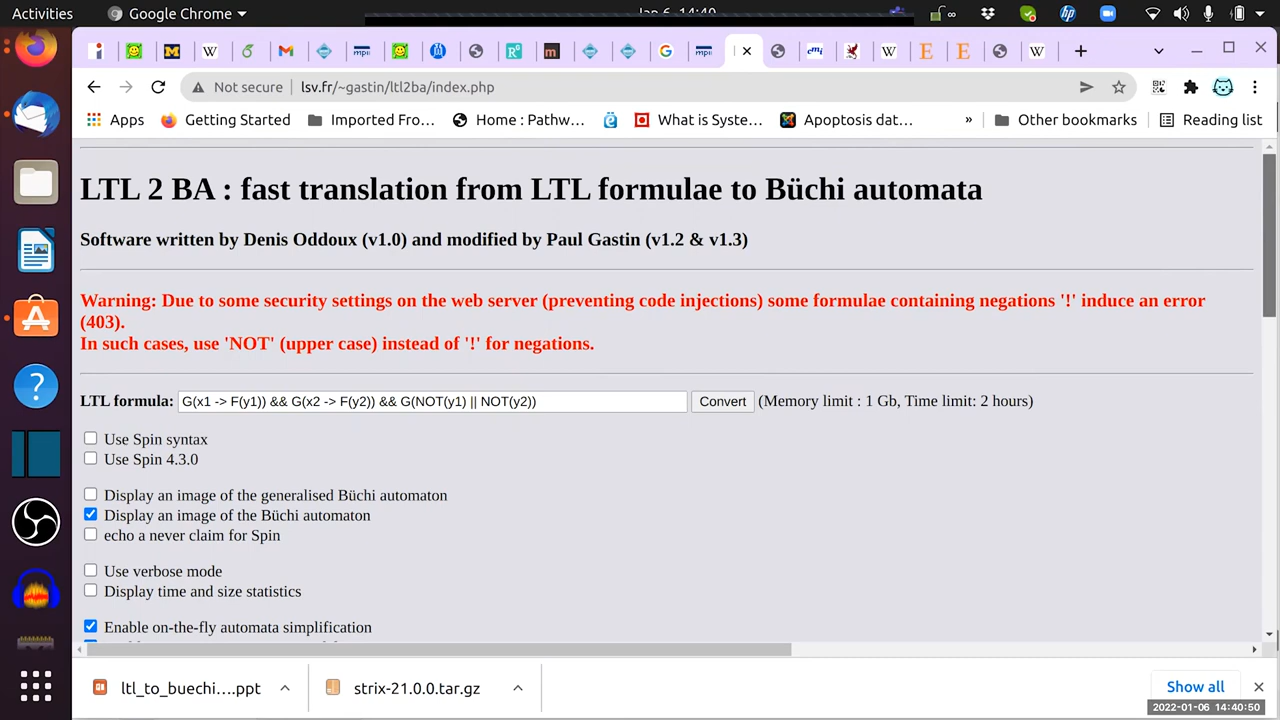 Activities
Google Chrome
Jan 6 14:40
Not secure
lsv.fr/~gastin/ltl2ba/index.php
Apps
Getting Started
Imported Fro...
Home : Pathw...
What is Syste...
Apoptosis dat...
»
Other bookmarks
Reading list
LTL 2 BA : fast translation from LTL formulae to Büchi automata
Software written by Denis Oddoux (v1.0) and modified by Paul Gastin (v1.2 & v1.3)
Warning: Due to some security settings on the web server (preventing code injections) some formulae containing negations '!' induce an error
(403).
In such cases, use 'NOT' (upper case) instead of '!' for negations.
LTL formula: G(x1 -> F(y1)) && G(x2 -> F(y2)) && G(NOT(y1) || NOT(y2)) Convert (Memory limit : 1 Gb, Time limit: 2 hours)
Use Spin syntax
Use Spin 4.3.0
Display an image of the generalised Büchi automaton
Display an image of the Büchi automaton
echo a never claim for Spin
Use verbose mode
Display time and size statistics
Enable on-the-fly automata simplification
ltl_to_buechi....ppt
strix-21.0.0.tar.gz
Show all
2022-01-06 14:40:50